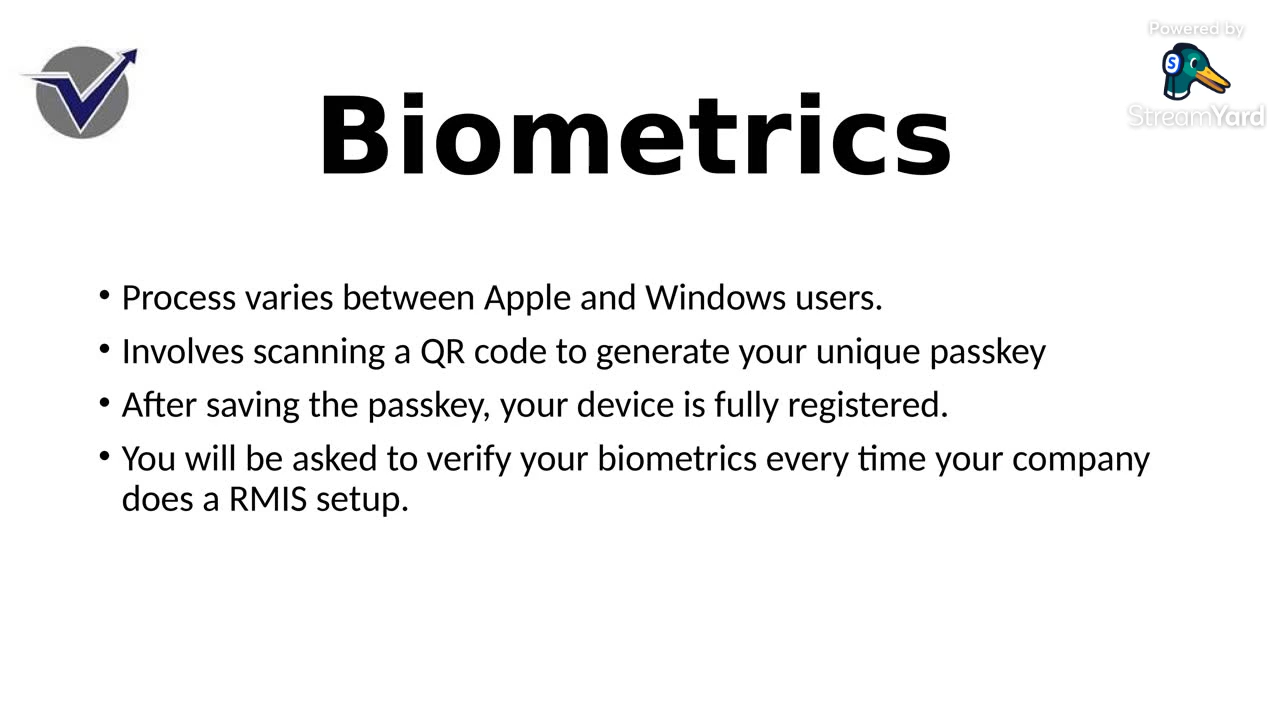 Powered by
S
StreamYard
Biometrics
• Process varies between Apple and Windows users.
• Involves scanning a QR code to generate your unique passkey
• After saving the passkey, your device is fully registered.
• You will be asked to verify your biometrics every time your company
does a RMIS setup.